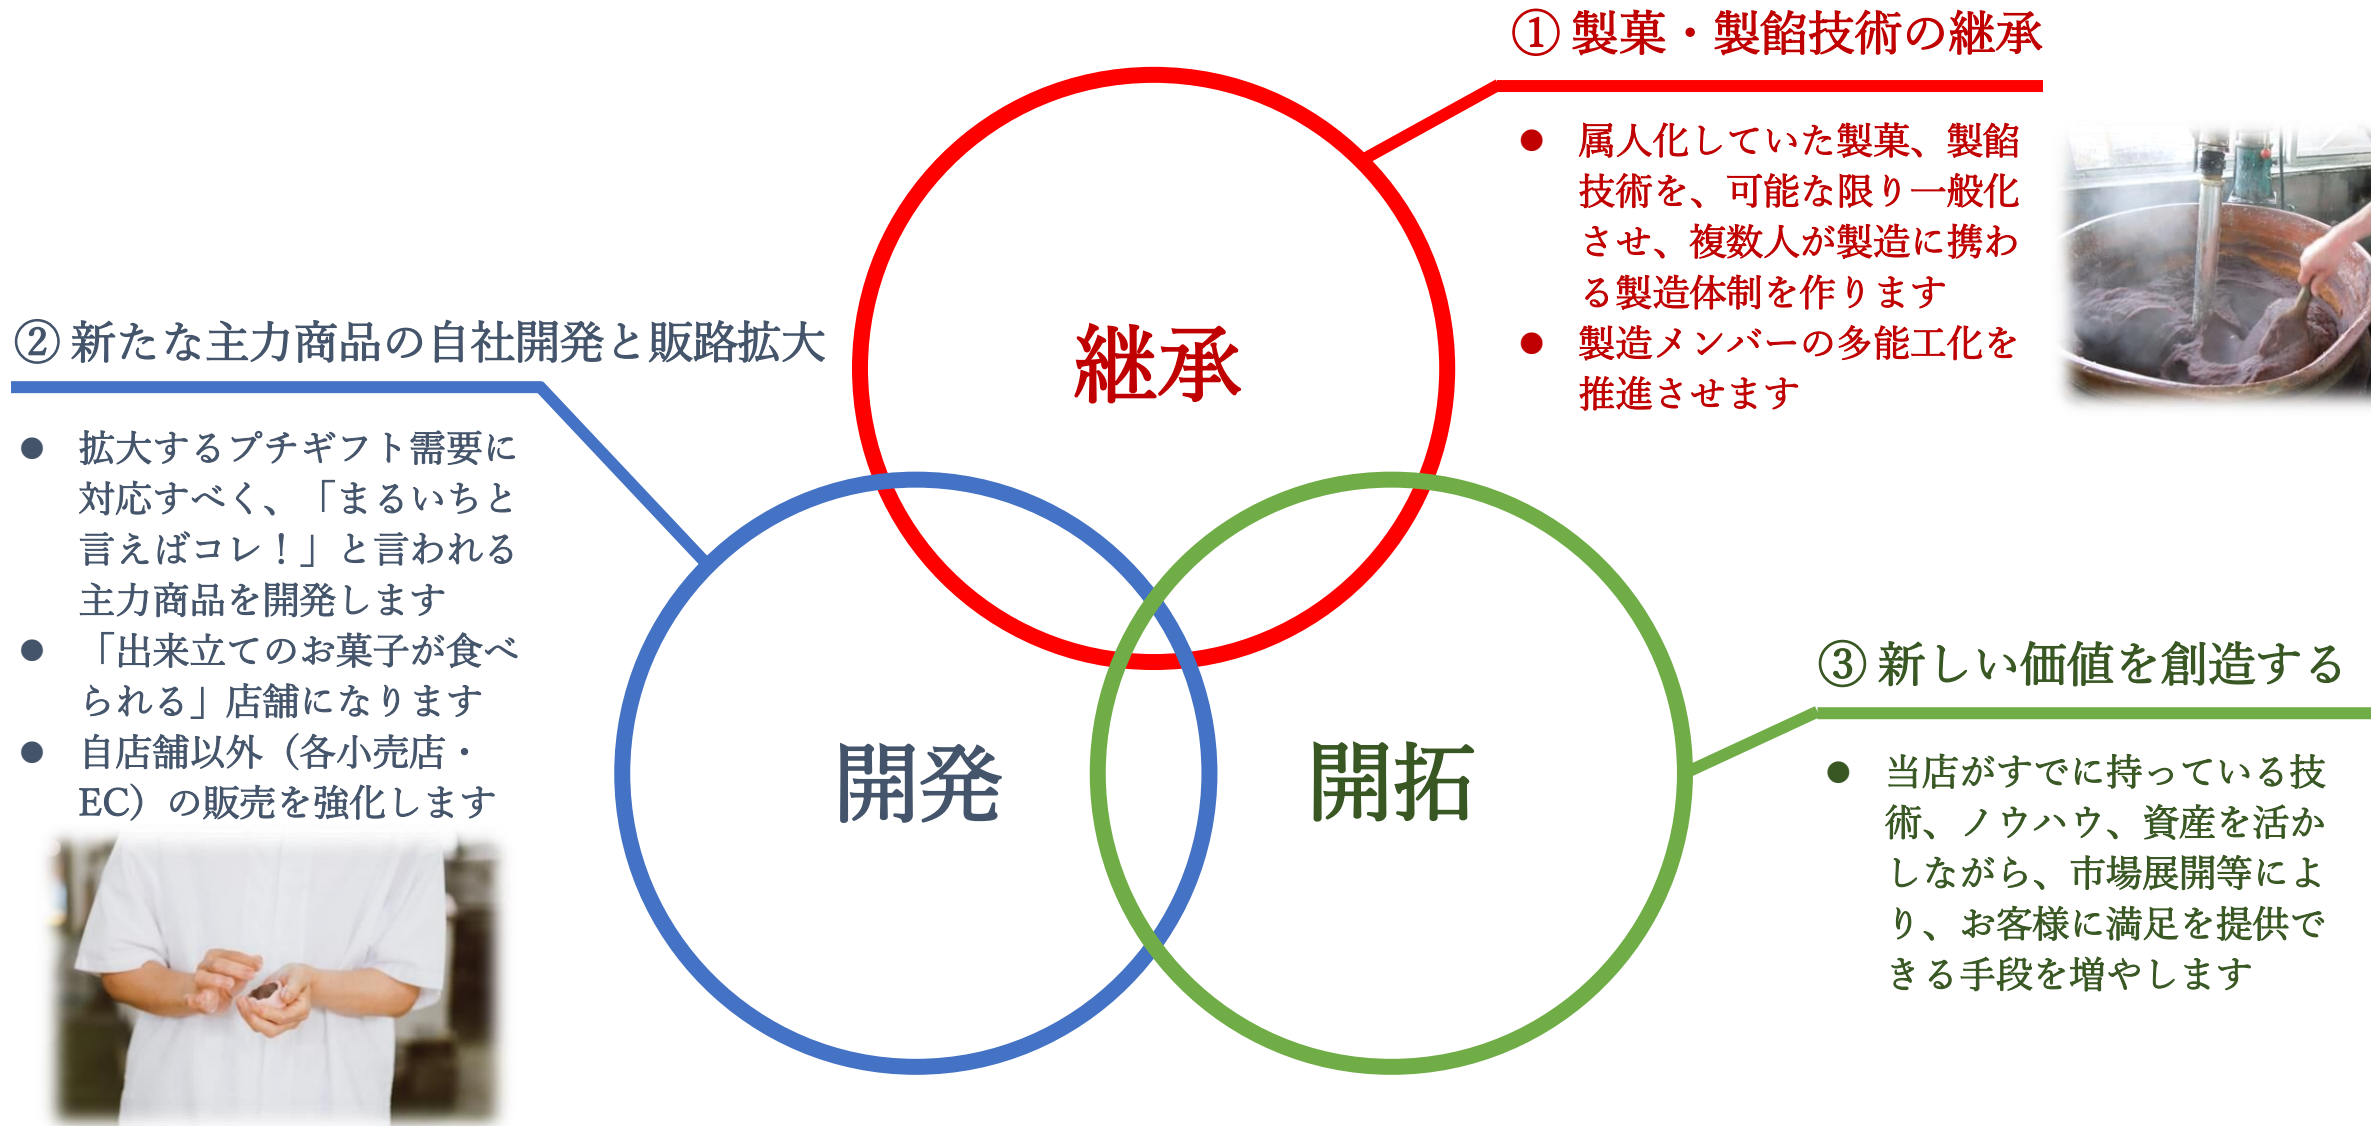 ① 製菓・製餡技術の継承
● 属人化していた製菓、製餡
技術を、可能な限り一般化
させ、複数人が製造に携わ
る製造体制を作ります
● 製造メンバーの多能工化を
推進させます
継承
② 新たな主力商品の自社開発と販路拡大
● 拡大するプチギフト需要に
対応すべく、「まるいちと
言えばコレ！」と言われる
主力商品を開発します
● 「出来立てのお菓子が食べ
られる」店舗になります
● 自店舗以外（各小売店・
EC）の販売を強化します
開発
開拓
③ 新しい価値を創造する
● 当店がすでに持っている技
術、ノウハウ、資産を活か
しながら、市場展開等によ
り、お客様に満足を提供で
きる手段を増やします